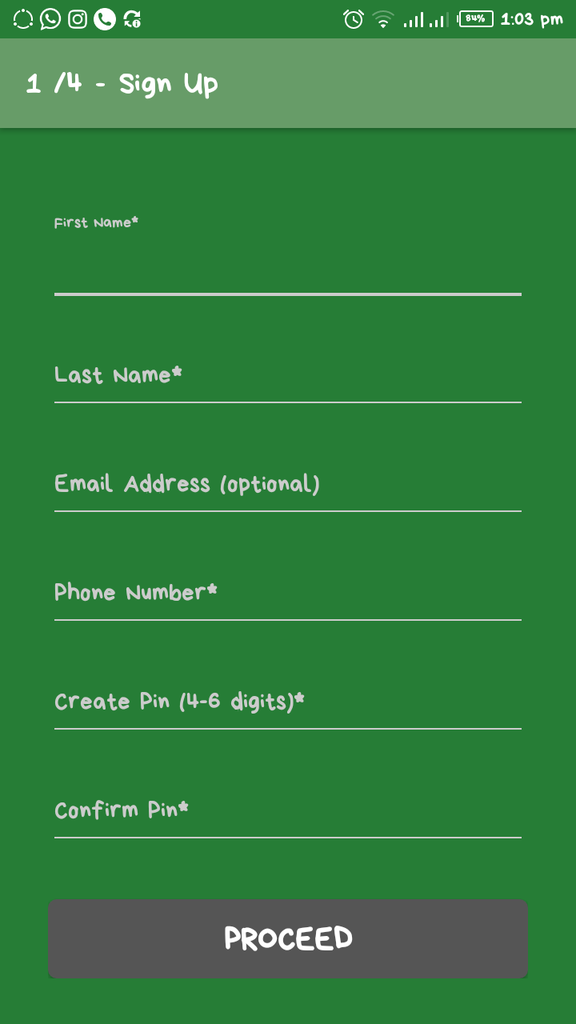 84% 1:03 pm
1 /4 - Sign Up
First Name*
Last Name*
Email Address (optional)
Phone Number*
Create Pin (4-6 digits)*
Confirm Pin*
PROCEED